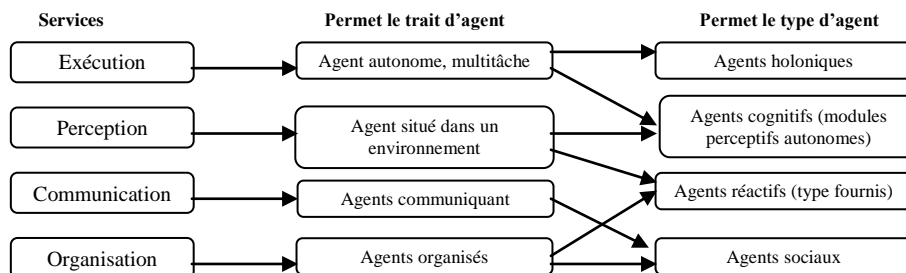 Services
Permet le trait d’agent
Permet le type d’agent
Exécution
Agent autonome, multitâche
Agents holoniques
Perception
Agent situé dans un
environnement
Agents cognitifs (modules
perceptifs autonomes)
Communication
Agents communiquant
Agents réactifs (type fournis)
Organisation
Agents organisés
Agents sociaux